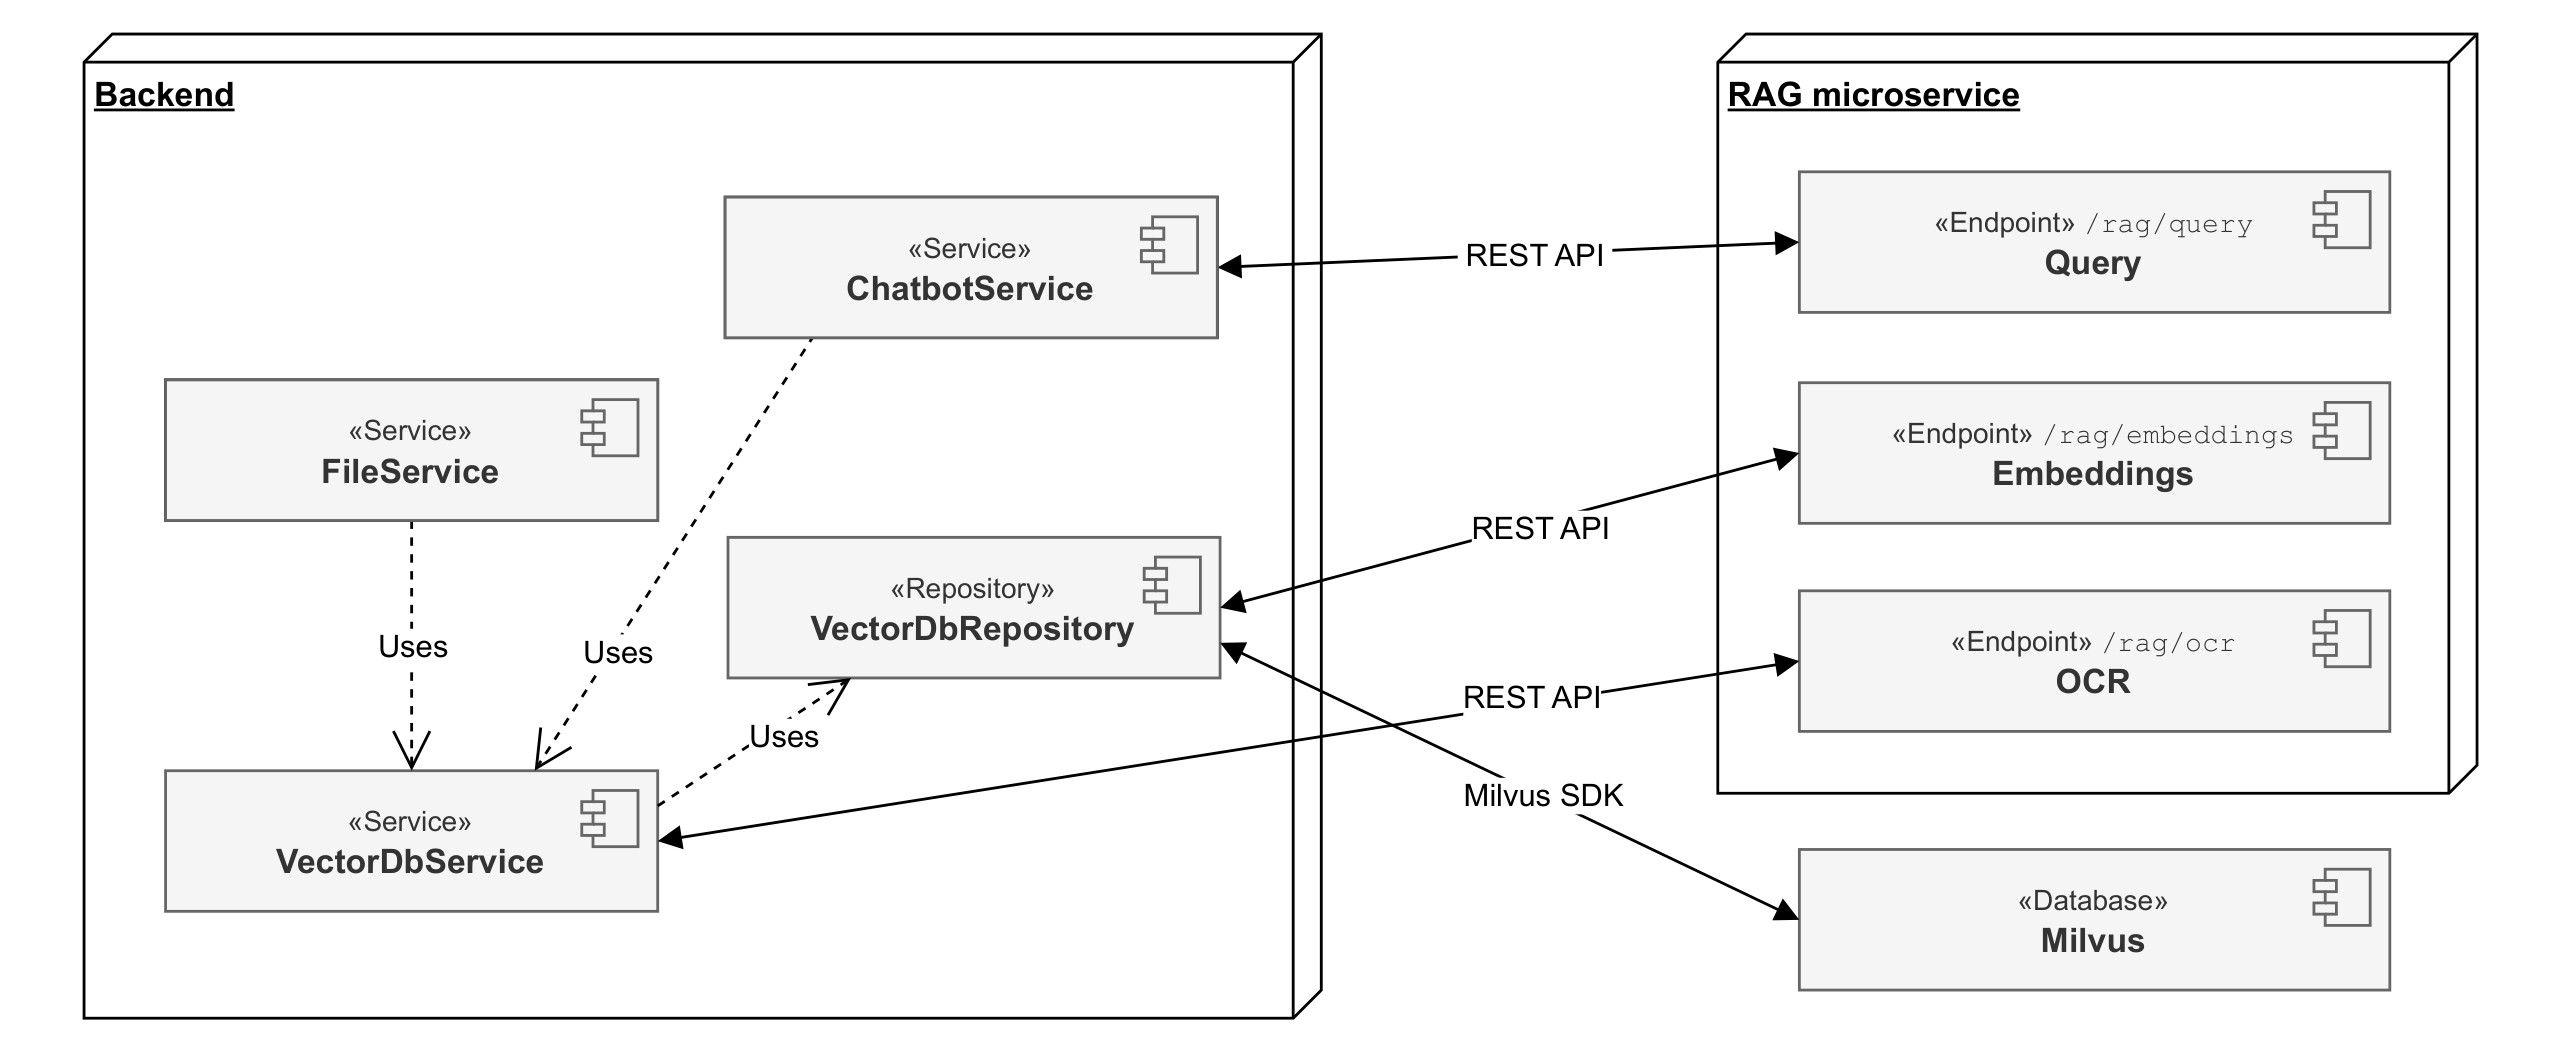 Backend
«Service»
ChatbotService
«Service»
FileService
Uses
Uses
«Repository»
VectorDbRepository
Uses
«Service»
VectorDbService
REST API
REST API
REST API
Milvus SDK
RAG microservice
«Endpoint» /rag/query
Query
«Endpoint» /rag/embeddings
Embeddings
«Endpoint» /rag/ocr
OCR
«Database»
Milvus